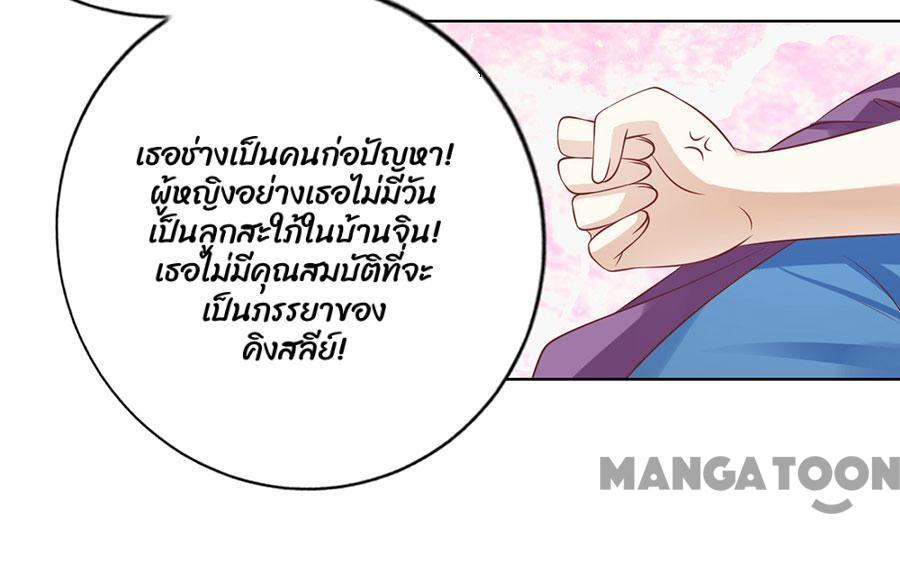 เธอช่างเป็นคนก่อปัญหา!
ผู้หญิงอย่างเธอไม่มีวัน
เป็นลูกสะใภ้ในบ้านจิน!
เธอไม่มีคุณสมบัติที่จะ
เป็นภรรยาของ
คิงสลีย์!
MANGATOON